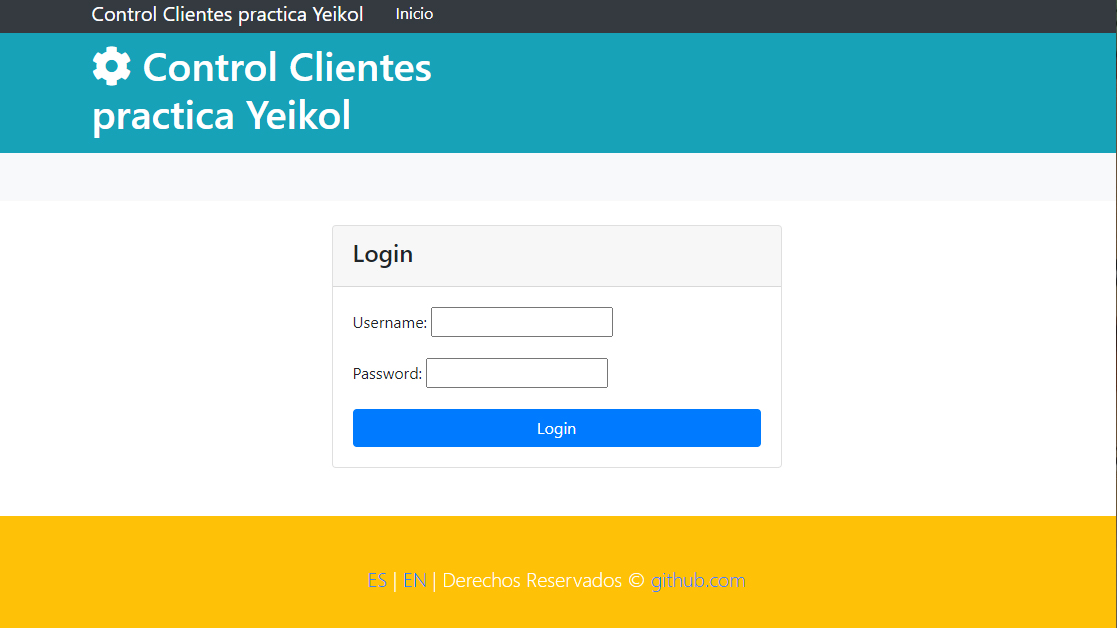 Control Clientes practica Yeikol Inicio
Control Clientes
practica Yeikol
Login
Username:
Password:
Login
ES | EN | Derechos Reservados © github.com